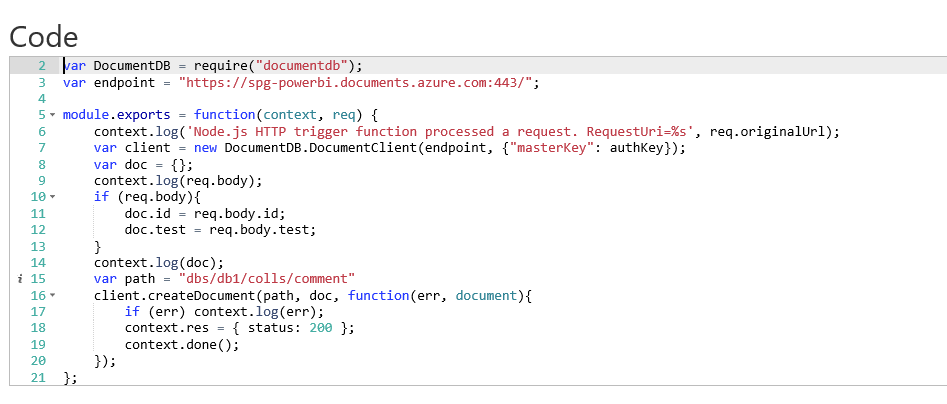 Code
2 var DocumentDB = require("documentdb");
3 var endpoint = "https://spg-powerbi.documents.azure.com:443/";
4
5 module.exports = function(context, req) {
6     context.log('Node.js HTTP trigger function processed a request. RequestUri=%s', req.originalUrl);
7     var client = new DocumentDB.DocumentClient(endpoint, {"masterKey": authKey});
8     var doc = {};
9     context.log(req.body);
10     if (req.body){
11         doc.id = req.body.id;
12         doc.test = req.body.test;
13     }
14     context.log(doc);
i 15     var path = "dbs/db1/colls/comment"
16     client.createDocument(path, doc, function(err, document){
17         if (err) context.log(err);
18         context.res = { status: 200 };
19         context.done();
20     });
21 };